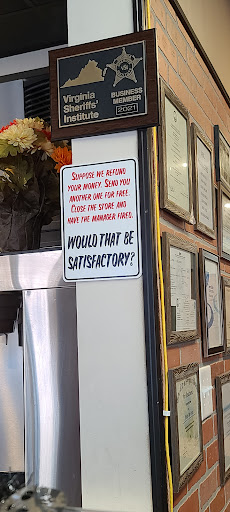 Virginia
Sheriffs'
Institute
BUSINESS
MEMBER
2021
SUPPOSE WE REFUND
YOUR MONEY. SEND YOU
ANOTHER ONE FOR FREE.
CLOSE THE STORE AND
HAVE THE MANAGER FIRED.
WOULD THAT BE
SATISFACTORY?